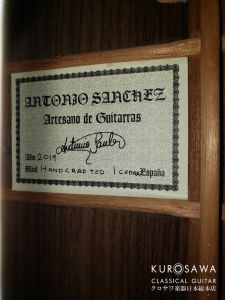 ANTONIO SANCHEZ
Artesano de Guitarras
Año 2019
Mod. HANDCRAFTED 1 CEDAR España
KUROSAWA
CLASSICAL GUITAR
クロサワ楽器日本総本店